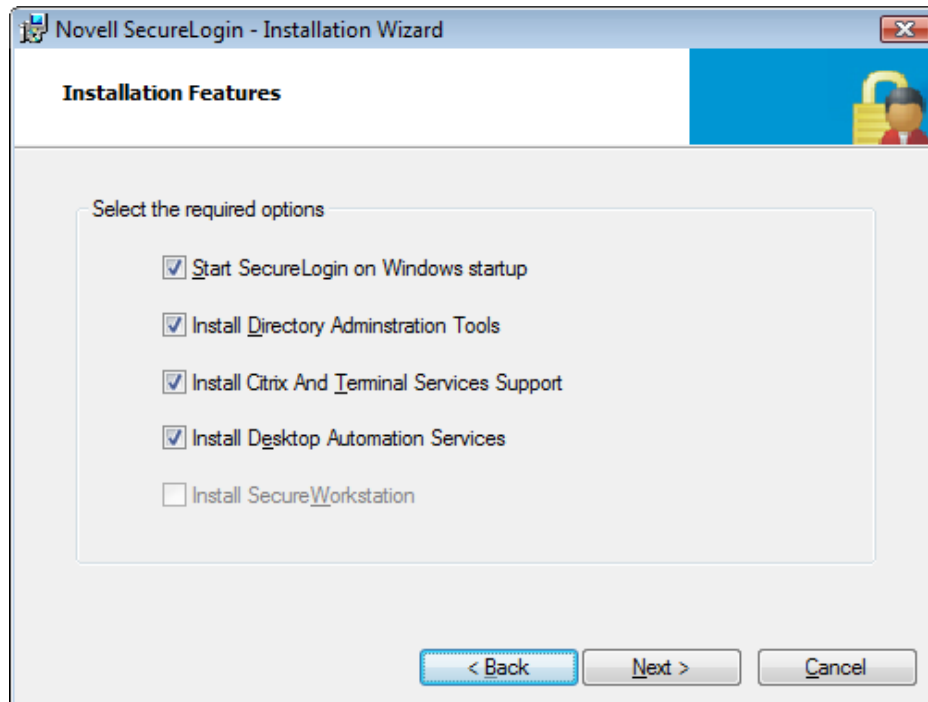 Novell SecureLogin - Installation Wizard
Installation Features
Select the required options
Start SecureLogin on Windows startup
Install Directory Adminstration Tools
Install Citrix And Terminal Services Support
Install Desktop Automation Services
Install SecureWorkstation
< Back Next > Cancel